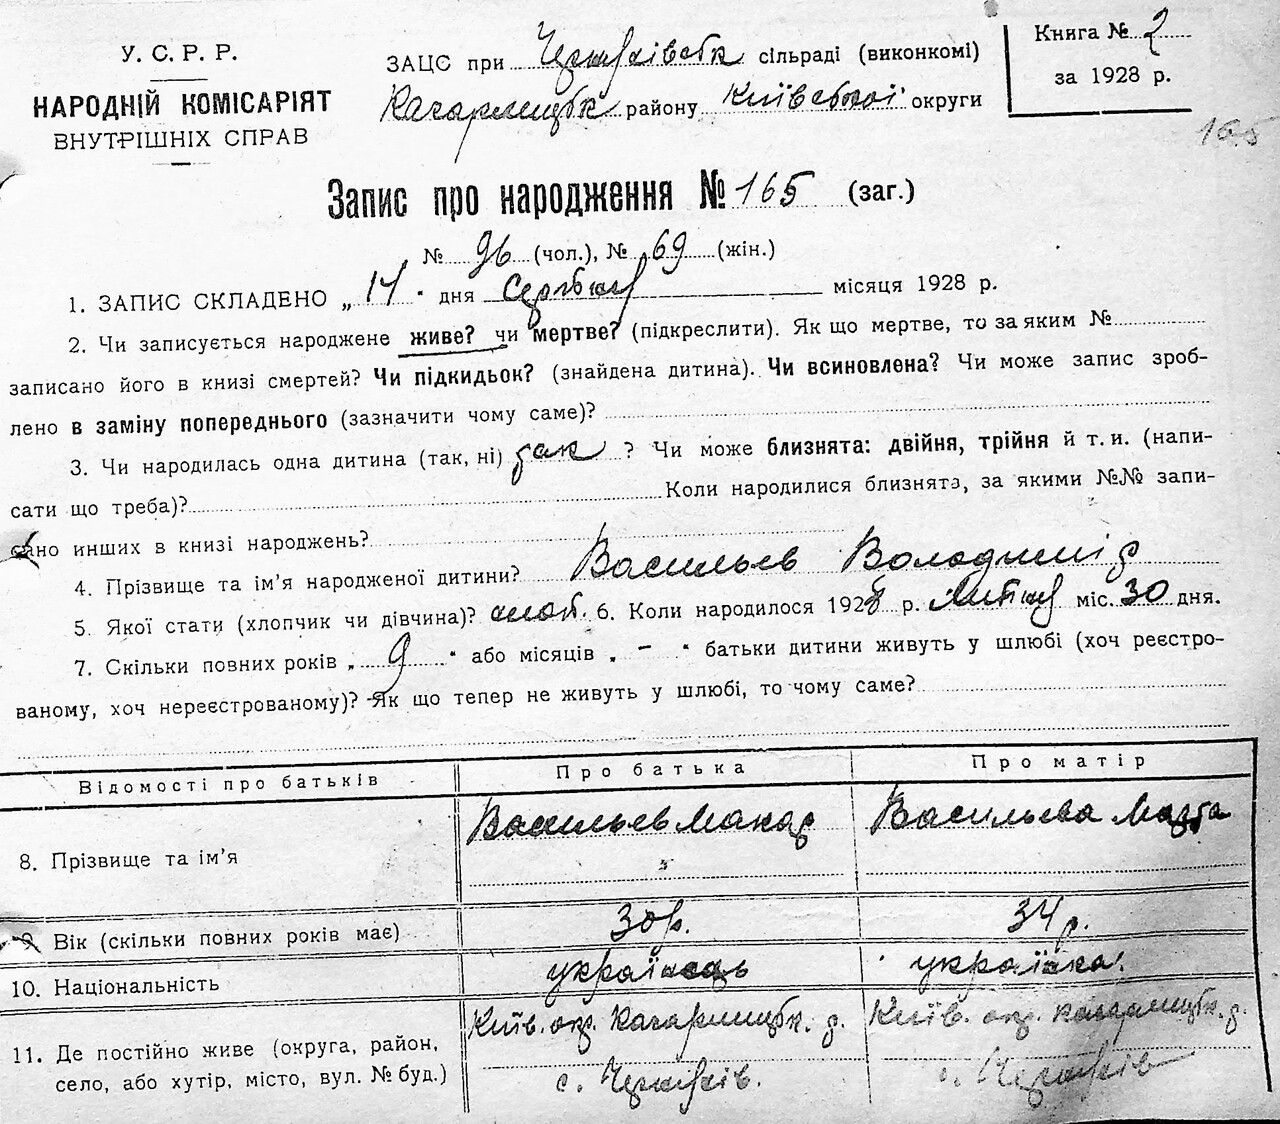 У. С. Р. Р.
НАРОДНІЙ КОМІСАРІЯТ
ВНУТРІШНІХ СПРАВ
ЗАЦС при сільраді (виконкомі)
Кагарлицьк району Київської округи
Книга № 2
за 1928 р.
165
Запис про народження № 165 (заг.)
№ 96 (чол.), № 69 (жін.)
1. ЗАПИС СКЛАДЕНО „ 14 " дня Серпня місяця 1928 р.
2. Чи записується народжене живе? чи мертве? (підкреслити). Як що мертве, то за яким №
записано його в книзі смертей? Чи підкидьок? (знайдена дитина). Чи всиновлена? Чи може запис зроб-
лено в заміну попереднього (зазначити чому саме)?
3. Чи народилась одна дитина (так, ні) так ? Чи може близнята: двійня, трійня й т. и. (напи-
сати що треба)? Коли народилися близнята, за якими №№ запи-
сано инших в книзі народжень?
4. Прізвище та ім'я народженої дитини? Васильев Володимір
5. Якої статі (хлопчик чи дівчина)? 6. Коли народилося 1928 р. Липня міс. 30 дня.
7. Скільки повних років „ 9 " або місяців „ - " батьки дитини живуть у шлюбі (хоч реєстро-
ваному, хоч нереєстрованому)? Як що тепер не живуть у шлюбі, то чому саме?
Відомості про батьків Про батька Про матір
8. Прізвище та ім'я Васильев Макар Васильева Марта
9. Вік (скільки повних років має) 30 р. 34 р.
10. Національність українець українка
11. Де постійно живе (округа, район, Київ. окр. Кагарлицьк. р. Київ. окр. Кагарлицьк. р.
село, або хутір, місто, вул. № буд.) с. с.